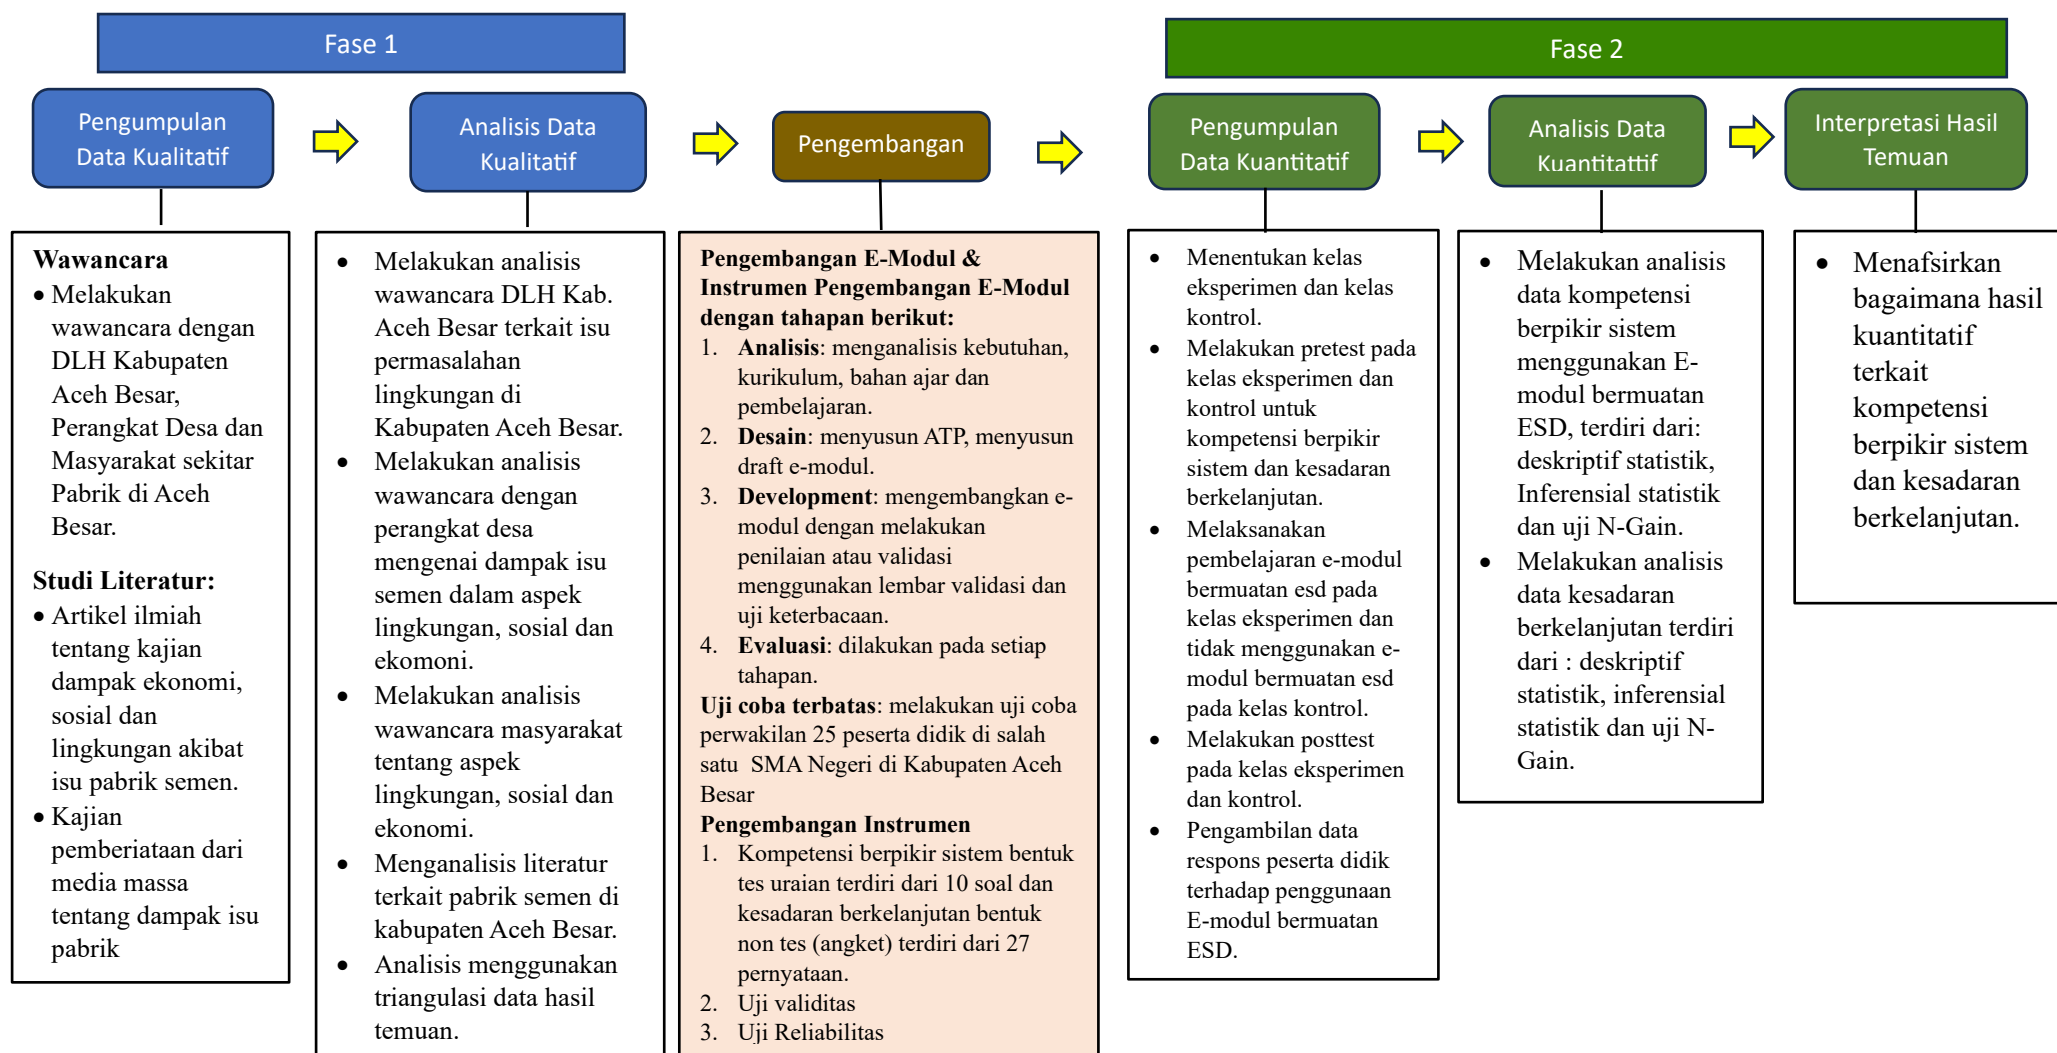 Fase 1
Fase 2
Pengumpulan
Data Kualitatif
Analisis Data
Kualitatif
Pengembangan
Pengumpulan
Data Kuantitatif
Analisis Data
Kuantitattif
Interpretasi Hasil
Temuan
Wawancara
• Melakukan
wawancara dengan
DLH Kabupaten
Aceh Besar,
Perangkat Desa dan
Masyarakat sekitar
Pabrik di Aceh
Besar.
Studi Literatur:
• Artikel ilmiah
tentang kajian
dampak ekonomi,
sosial dan
lingkungan akibat
isu pabrik semen.
• Kajian
pemberiataan dari
media massa
tentang dampak isu
pabrik
• Melakukan analisis
wawancara DLH Kab.
Aceh Besar terkait isu
permasalahan
lingkungan di
Kabupaten Aceh Besar.
• Melakukan analisis
wawancara dengan
perangkat desa
mengenai dampak isu
semen dalam aspek
lingkungan, sosial dan
ekomoni.
• Melakukan analisis
wawancara masyarakat
tentang aspek
lingkungan, sosial dan
ekonomi.
• Menganalisis literatur
terkait pabrik semen di
kabupaten Aceh Besar.
• Analisis menggunakan
triangulasi data hasil
temuan.
Pengembangan E-Modul &
Instrumen Pengembangan E-Modul
dengan tahapan berikut:
1. Analisis: menganalisis kebutuhan,
kurikulum, bahan ajar dan
pembelajaran.
2. Desain: menyusun ATP, menyusun
draft e-modul.
3. Development: mengembangkan e-
modul dengan melakukan
penilaian atau validasi
menggunakan lembar validasi dan
uji keterbacaan.
4. Evaluasi: dilakukan pada setiap
tahapan.
Uji coba terbatas: melakukan uji coba
perwakilan 25 peserta didik di salah
satu SMA Negeri di Kabupaten Aceh
Besar
Pengembangan Instrumen
1. Kompetensi berpikir sistem bentuk
tes uraian terdiri dari 10 soal dan
kesadaran berkelanjutan bentuk
non tes (angket) terdiri dari 27
pernyataan.
2. Uji validitas
3. Uji Reliabilitas
• Menentukan kelas
eksperimen dan kelas
kontrol.
• Melakukan pretest pada
kelas eksperimen dan
kontrol untuk
kompetensi berpikir
sistem dan kesadaran
berkelanjutan.
• Melaksanakan
pembelajaran e-modul
bermuatan esd pada
kelas eksperimen dan
tidak menggunakan e-
modul bermuatan esd
pada kelas kontrol.
• Melakukan posttest
pada kelas eksperimen
dan kontrol.
• Pengambilan data
respons peserta didik
terhadap penggunaan
E-modul bermuatan
ESD.
• Melakukan analisis
data kompetensi
berpikir sistem
menggunakan E-
modul bermuatan
ESD, terdiri dari:
deskriptif statistik,
Inferensial statistik
dan uji N-Gain.
• Melakukan analisis
data kesadaran
berkelanjutan terdiri
dari : deskriptif
statistik, inferensial
statistik dan uji N-
Gain.
• Menafsirkan
bagaimana hasil
kuantitatif
terkait
kompetensi
berpikir sistem
dan kesadaran
berkelanjutan.